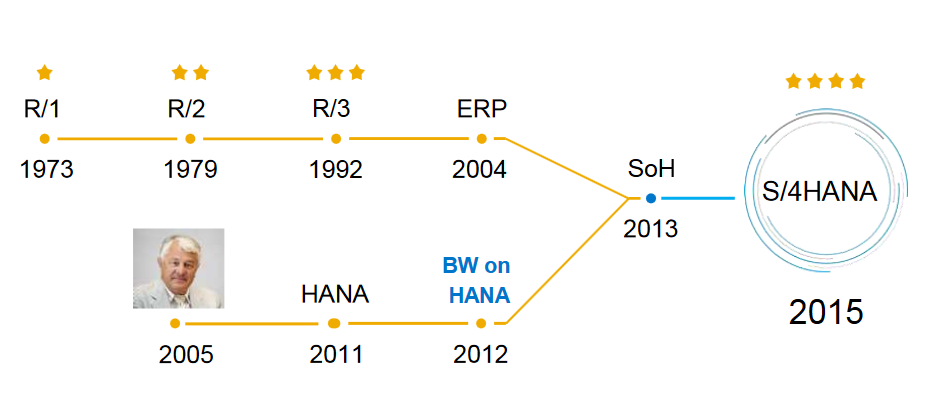 R/1
R/2
R/3
ERP
1973
1979
1992
2004
SoH
2013
S/4HANA
2015
BW on
HANA
HANA
2005
2011
2012